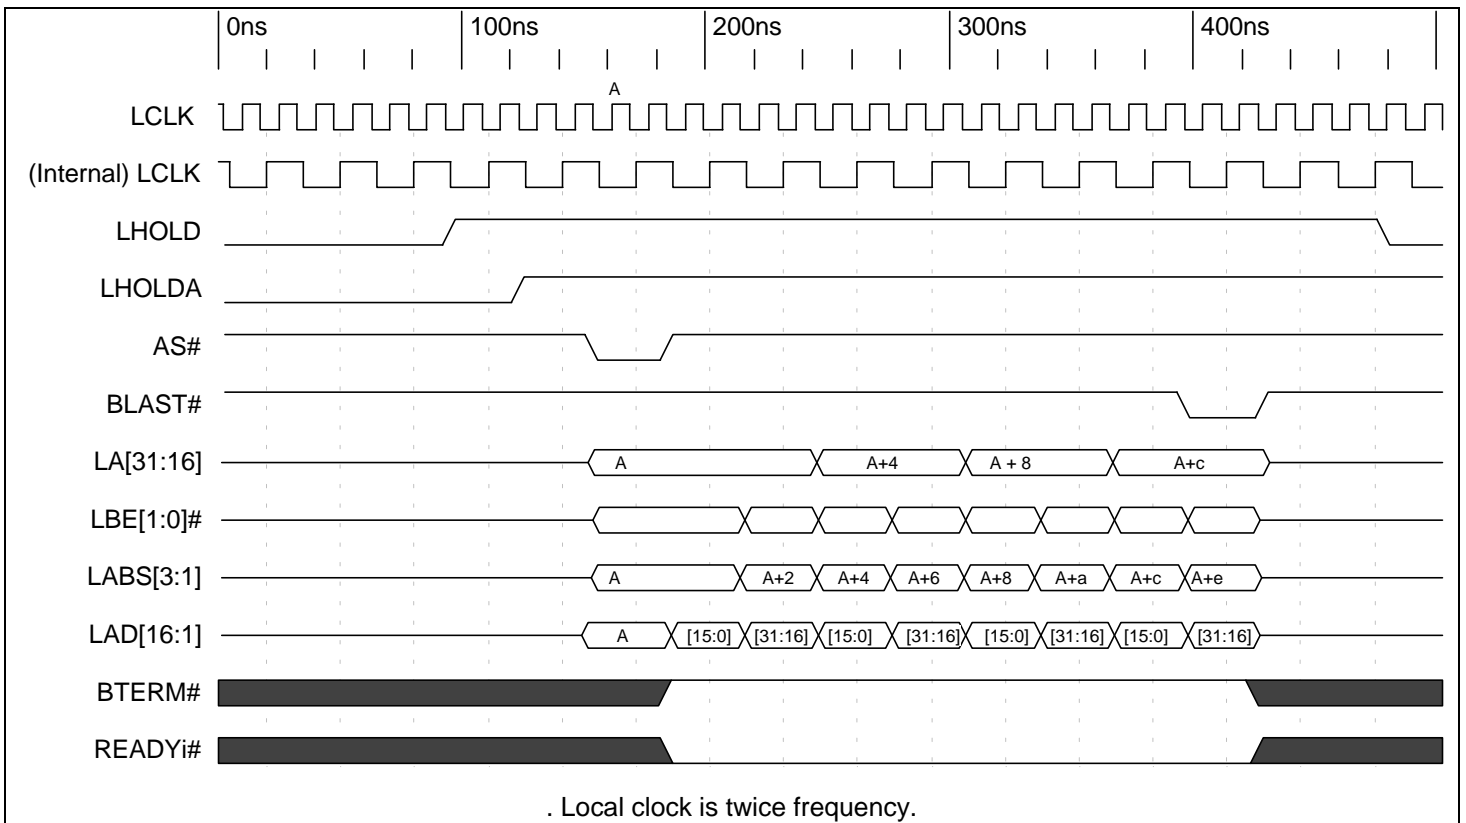 0ns 100ns 200ns 300ns 400ns
A
LCLK
(Internal) LCLK
LHOLD
LHOLDA
AS#
BLAST#
LA[31:16] A A+4 A + 8 A+c
LBE[1:0]#
LABS[3:1] A A+2 A+4 A+6 A+8 A+a A+c A+e
LAD[16:1] A [15:0] [31:16] [15:0] [31:16] [15:0] [31:16] [15:0] [31:16]
BTERM#
READYi#
. Local clock is twice frequency.